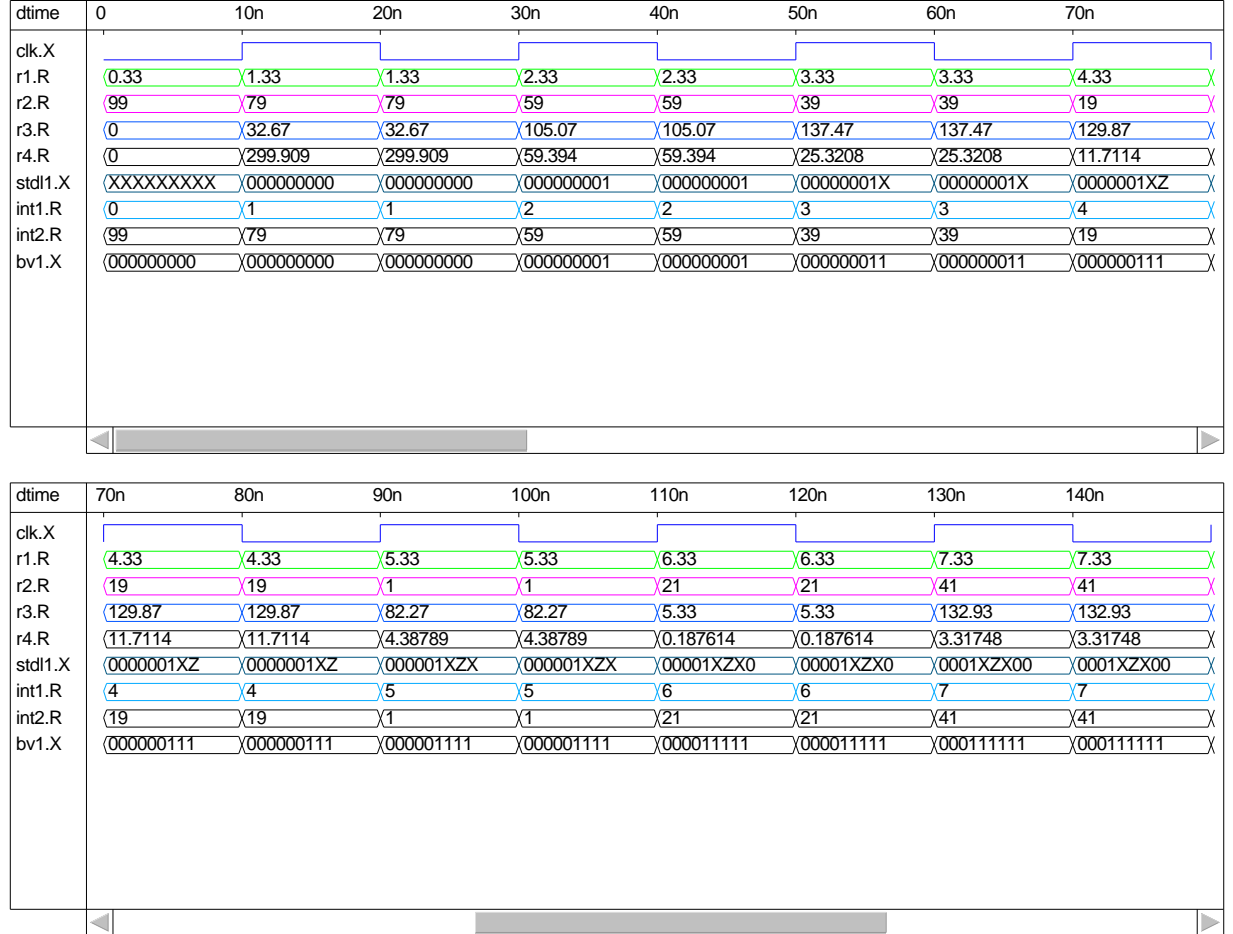 dtime 0 10n 20n 30n 40n 50n 60n 70n
clk.X
r1.R 0.33 1.33 1.33 2.33 2.33 3.33 3.33 4.33
r2.R 99 79 79 59 59 39 39 19
r3.R 0 32.67 32.67 105.07 105.07 137.47 137.47 129.87
r4.R 0 299.909 299.909 59.394 59.394 25.3208 25.3208 11.7114
stdl1.X XXXXXXXXX 000000000 000000000 000000001 000000001 00000001X 00000001X 0000001XZ
int1.R 0 1 1 2 2 3 3 4
int2.R 99 79 79 59 59 39 39 19
bv1.X 000000000 000000000 000000000 000000001 000000001 000000011 000000011 000000111
dtime 70n 80n 90n 100n 110n 120n 130n 140n
clk.X
r1.R 4.33 4.33 5.33 5.33 6.33 6.33 7.33 7.33
r2.R 19 19 1 1 21 21 41 41
r3.R 129.87 129.87 82.27 82.27 5.33 5.33 132.93 132.93
r4.R 11.7114 11.7114 4.38789 4.38789 0.187614 0.187614 3.31748 3.31748
stdl1.X 0000001XZ 0000001XZ 000001XZX 000001XZX 00001XZX0 00001XZX0 0001XZX00 0001XZX00
int1.R 4 4 5 5 6 6 7 7
int2.R 19 19 1 1 21 21 41 41
bv1.X 000000111 000000111 000001111 000001111 000011111 000011111 000111111 000111111